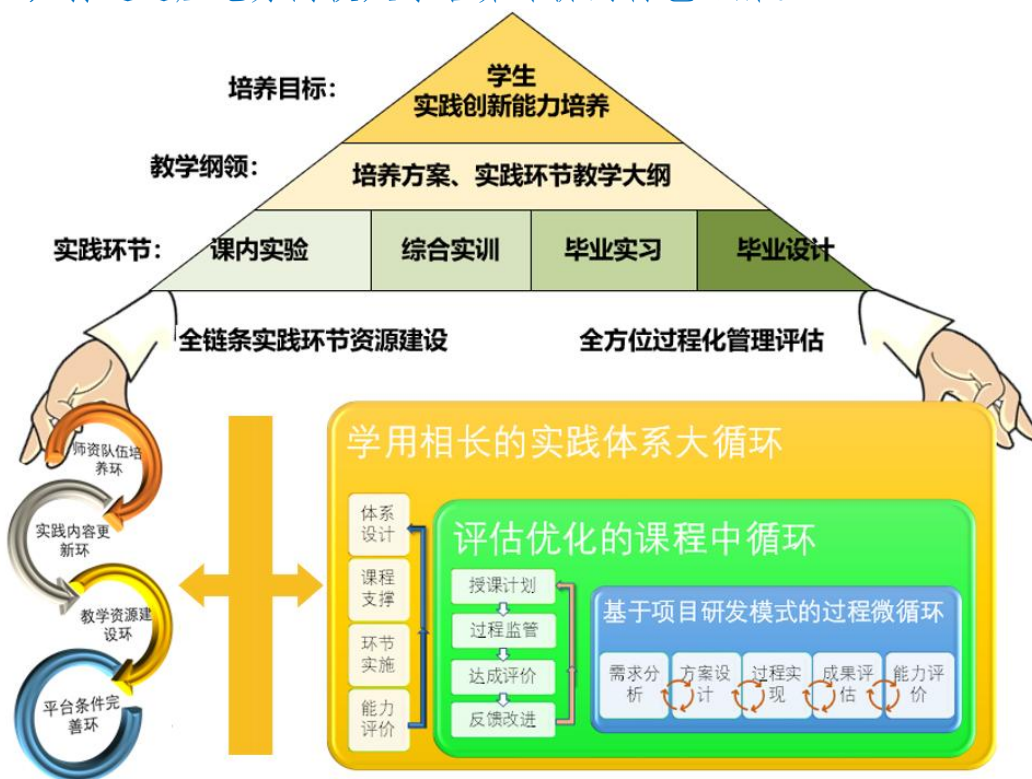 培养目标：
学生
实践创新能力培养
教学纲领：
培养方案、实践环节教学大纲
实践环节：
课内实验
综合实训
毕业实习
毕业设计
全链条实践环节资源建设
全方位过程化管理评估
师资队伍培
养环
实践内容更
新环
教学资源建
设环
平台条件完
善环
学用相长的实践体系大循环
体系
设计
课程
支撑
环节
实施
能力
评价
评估优化的课程中循环
授课计划
过程监管
达成评价
反馈改进
基于项目研发模式的过程微循环
需求分
析
方案设
计
过程实
现
成果评
估
能力评
价